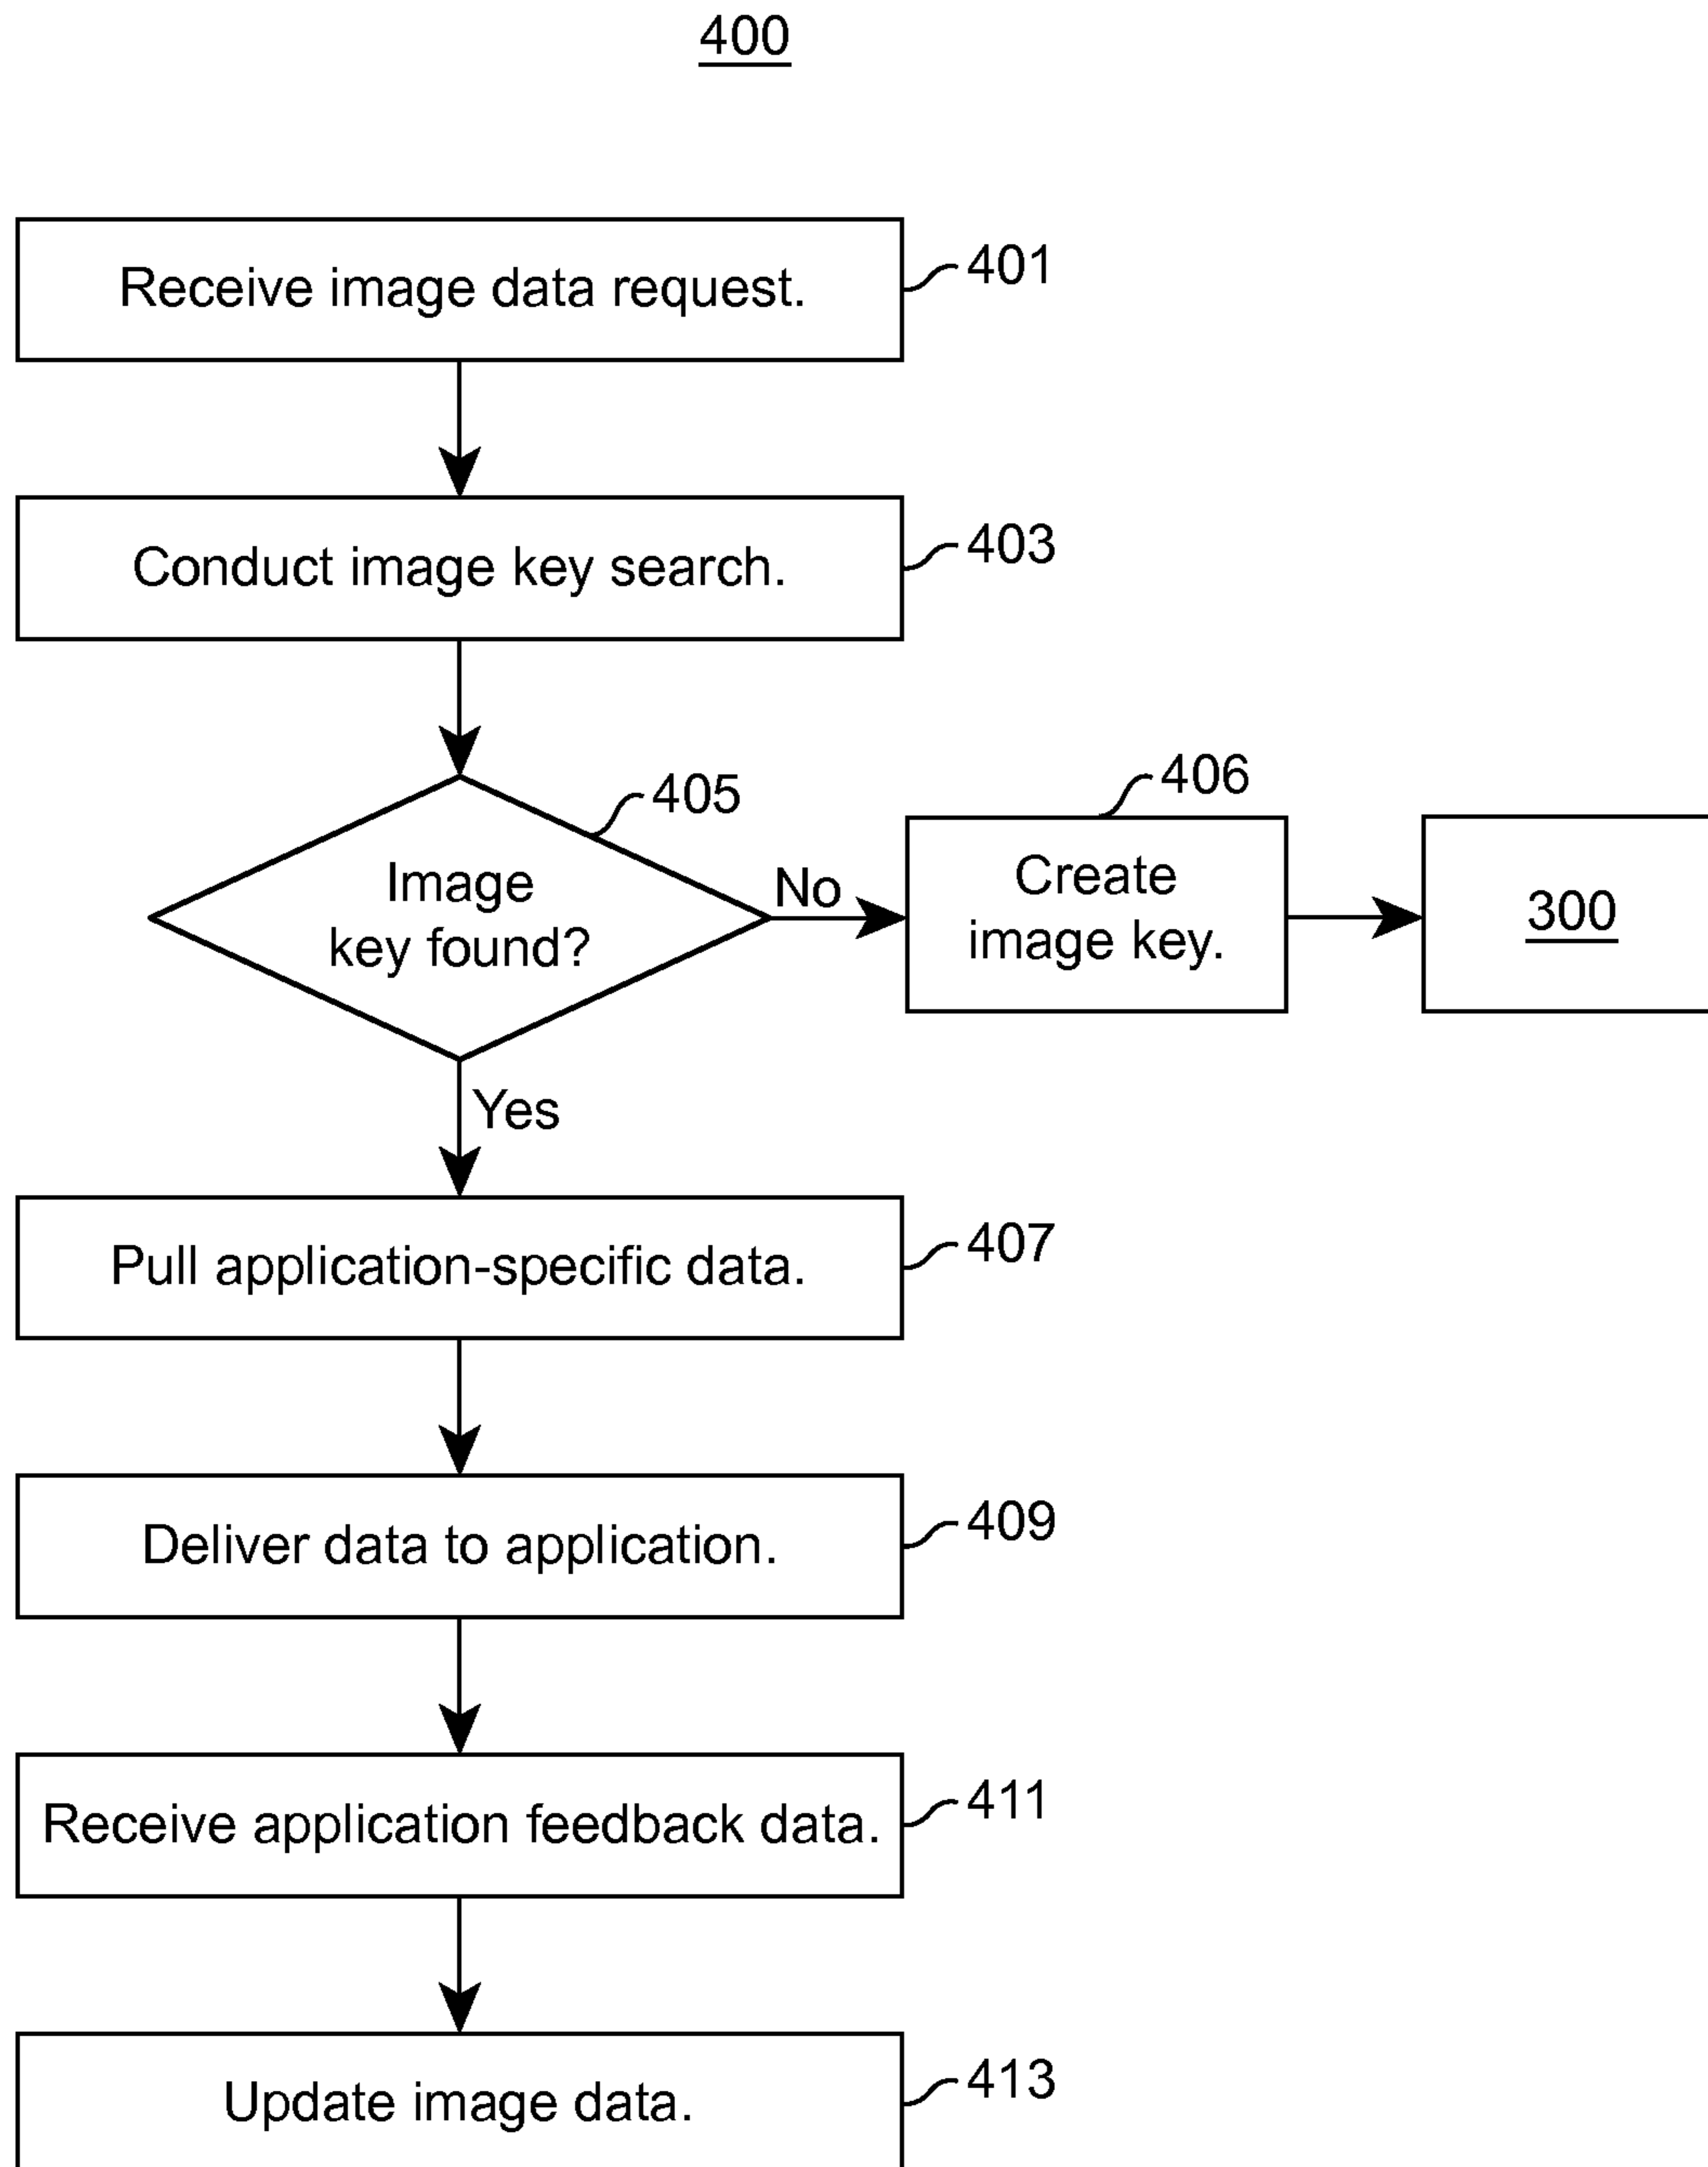 400
Receive image data request.
401
Conduct image key search.
403
405
Image
key found?
No
406
Create
image key.
300
Yes
Pull application-specific data.
407
Deliver data to application.
409
Receive application feedback data.
411
Update image data.
413